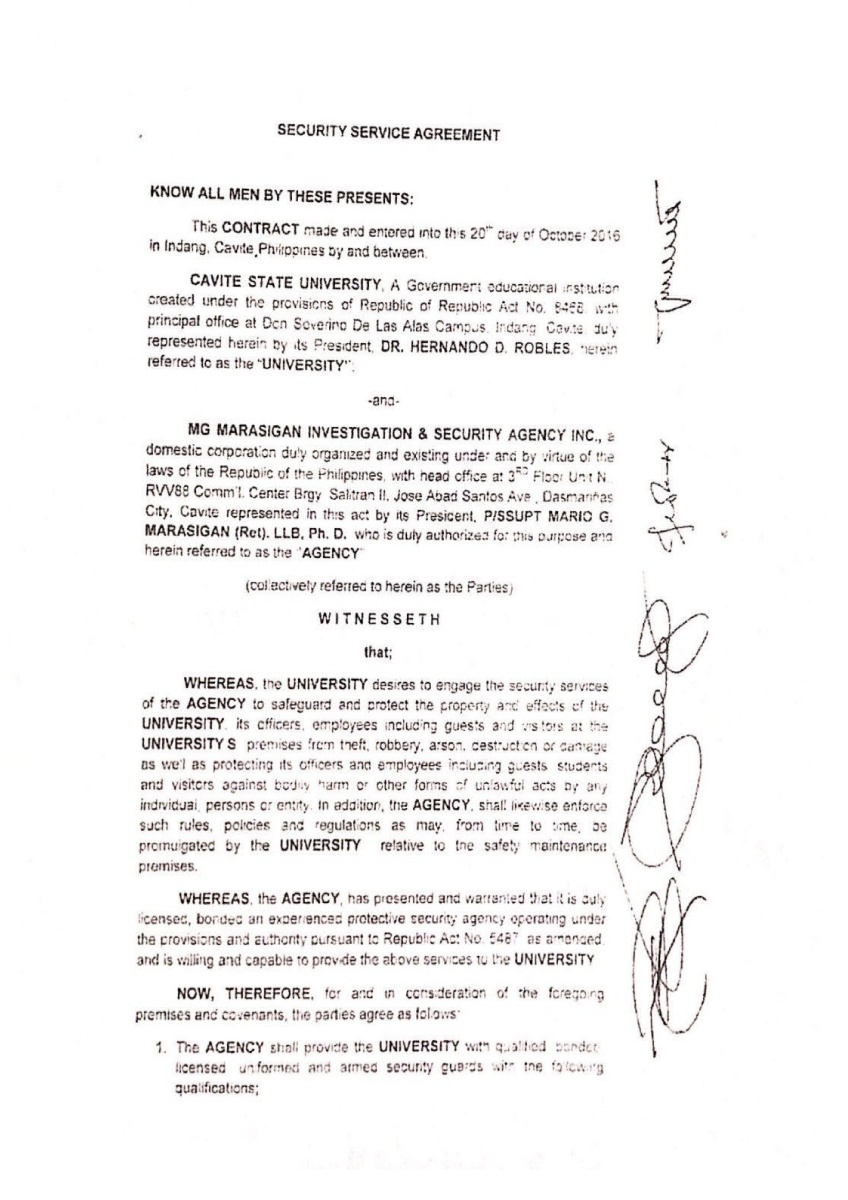 SECURITY SERVICE AGREEMENT
KNOW ALL MEN BY THESE PRESENTS:
This CONTRACT made and entered into this 20th day of October 2016
in Indang, Cavite, Philippines by and between.
CAVITE STATE UNIVERSITY, A Government educational institution
created under the provisions of Republic of Republic Act No. 8468, with
principal office at Don Severino De Las Alas Campus, Indang Cavite duly
represented herein by its President, DR. HERNANDO D. ROBLES, herein
referred to as the "UNIVERSITY";
-and-
MG MARASIGAN INVESTIGATION & SECURITY AGENCY INC., a
domestic corporation duly organized and existing under and by virtue of the
laws of the Republic of the Philippines, with head office at 3RD Floor Unit N.
RVV88 Comm'l. Center Brgy Salitran II, Jose Abad Santos Ave., Dasmariñas
City, Cavite represented in this act by its President, P/SSUPT MARIO G.
MARASIGAN (Ret). LLB, Ph. D. who is duly authorized for this purpose and
herein referred to as the "AGENCY"
(collectively referred to herein as the Parties)
WITNESSETH
that;
WHEREAS, the UNIVERSITY desires to engage the security services
of the AGENCY to safeguard and protect the property and effects of the
UNIVERSITY, its officers, employees including guests and visitors at the
UNIVERSITY S premises from theft, robbery, arson, destruction or damage
as well as protecting its officers and employees including guests, students
and visitors against bodily harm or other forms of unlawful acts by any
individual, persons or entity. In addition, the AGENCY, shall likewise enforce
such rules, policies and regulations as may, from time to time, be
promulgated by the UNIVERSITY relative to the safety maintenance
premises.
WHEREAS, the AGENCY, has presented and warranted that it is duly
licensed, bonded an experienced protective security agency operating under
the provisions and authority pursuant to Republic Act No. 5487 as amended,
and is willing and capable to provide the above services to the UNIVERSITY
NOW, THEREFORE, for and in consideration of the foregoing
premises and covenants, the parties agree as follows:
1. The AGENCY shall provide the UNIVERSITY with qualified bonded
licensed uniformed and armed security guards with the following
qualifications;